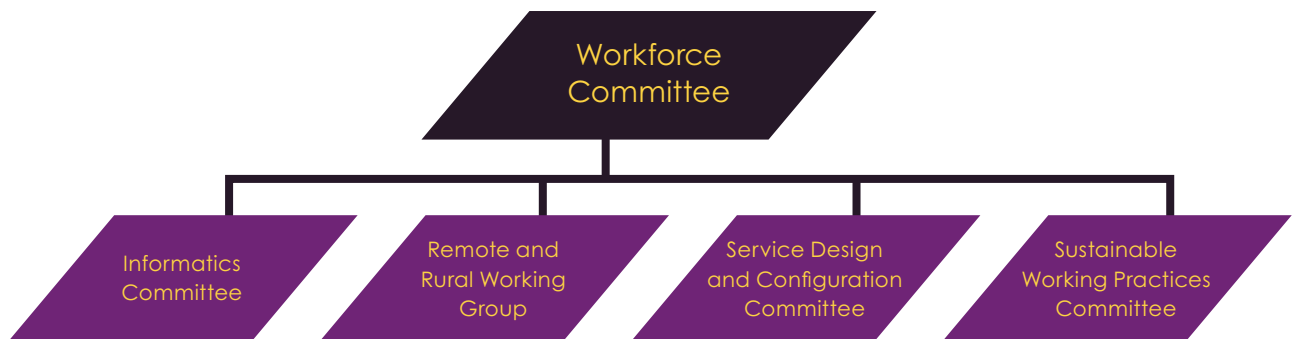 Workforce
Committee
Informatics
Committee
Remote and
Rural Working
Group
Service Design
and Configuration
Committee
Sustainable
Working Practices
Committee